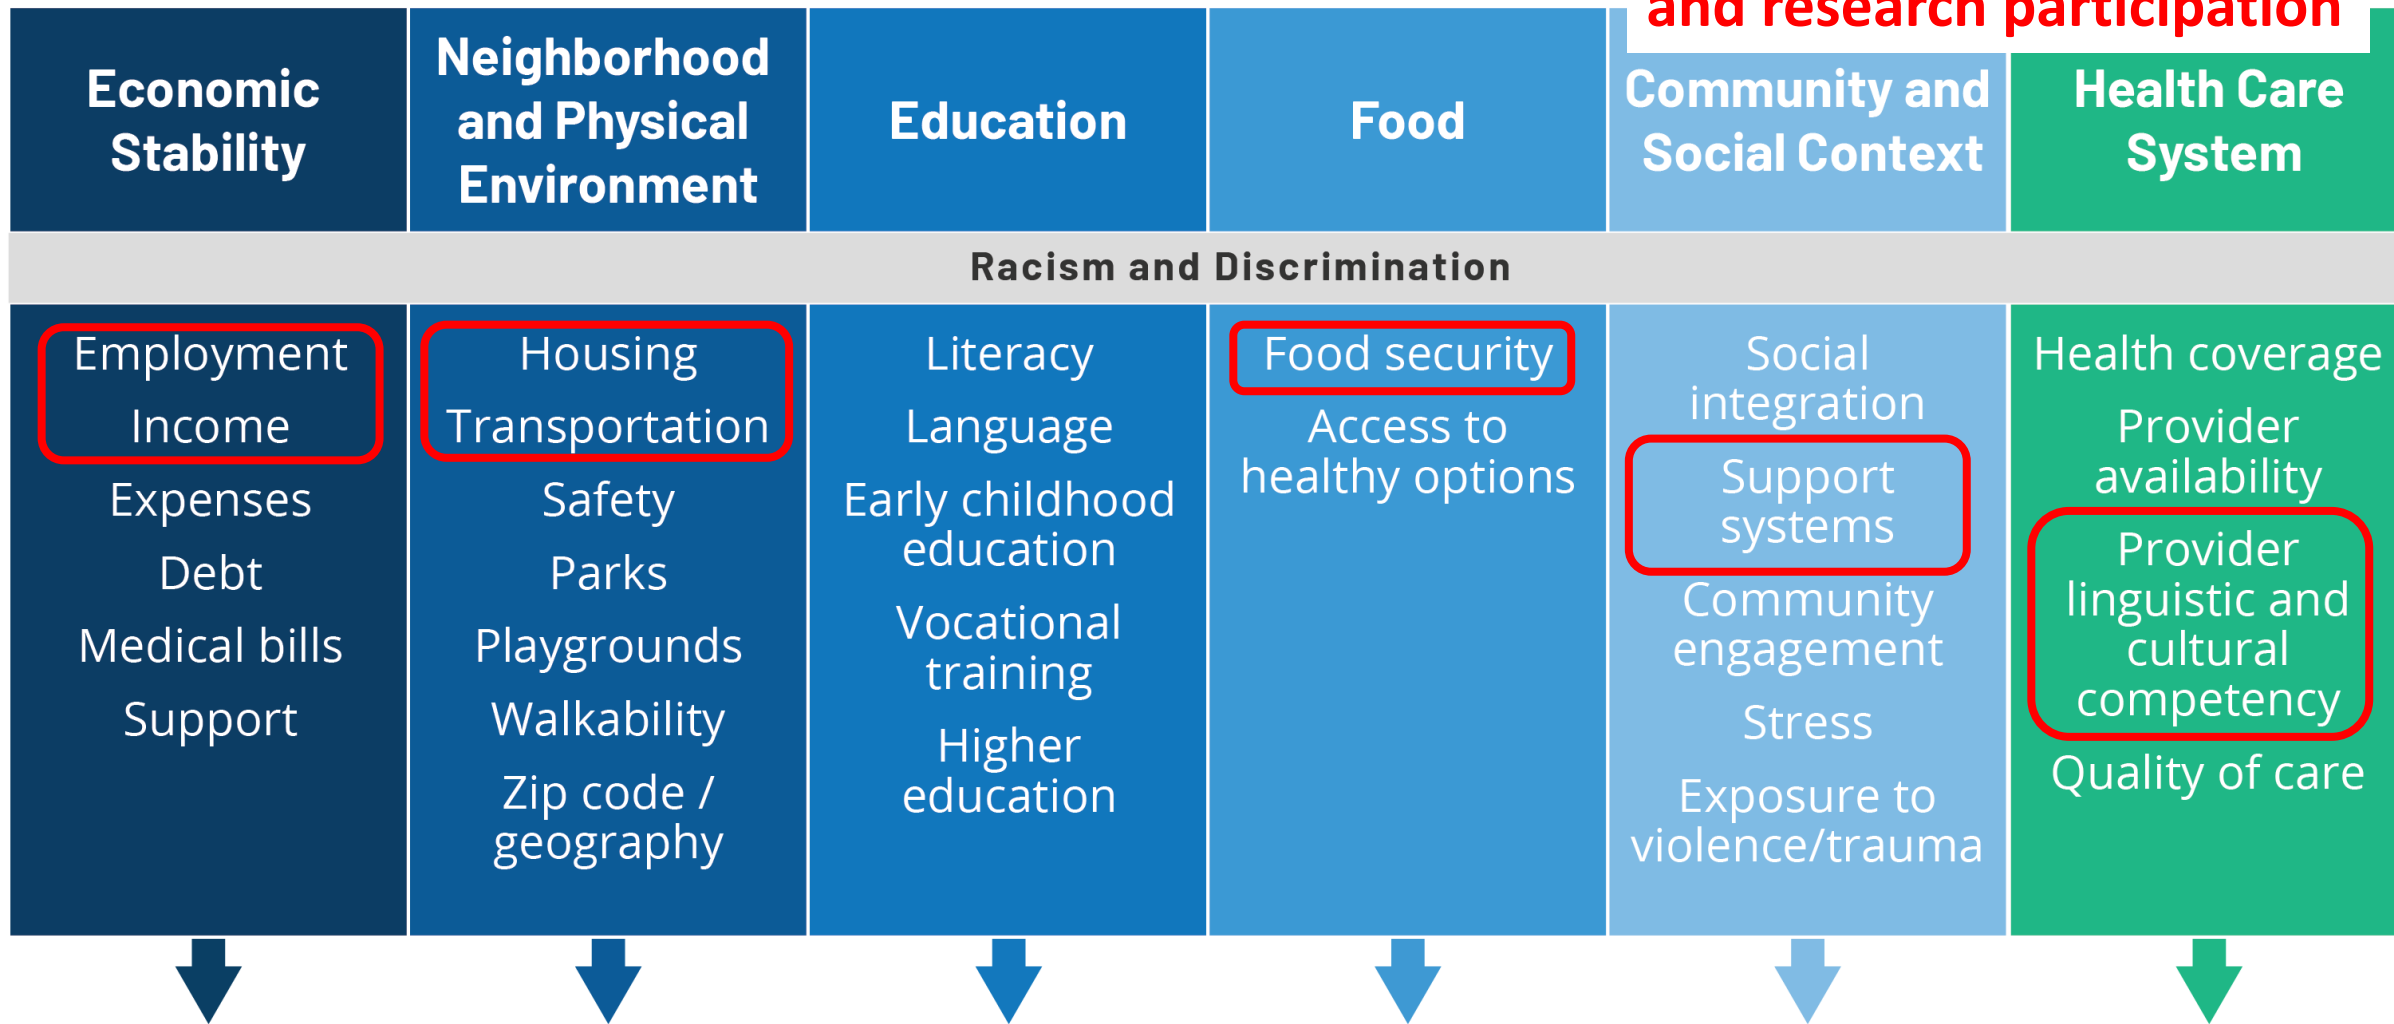 and research participation
Economic
Stability
Neighborhood
and Physical
Environment
Education
Food
Community and
Social Context
Health Care
System
Racism and Discrimination
Employment
Income
Expenses
Debt
Medical bills
Support
Housing
Transportation
Safety
Parks
Playgrounds
Walkability
Zip code /
geography
Literacy
Language
Early childhood
education
Vocational
training
Higher
education
Food security
Access to
healthy options
Social
integration
Support
systems
Community
engagement
Stress
Exposure to
violence/trauma
Health coverage
Provider
availability
Provider
linguistic and
cultural
competency
Quality of care